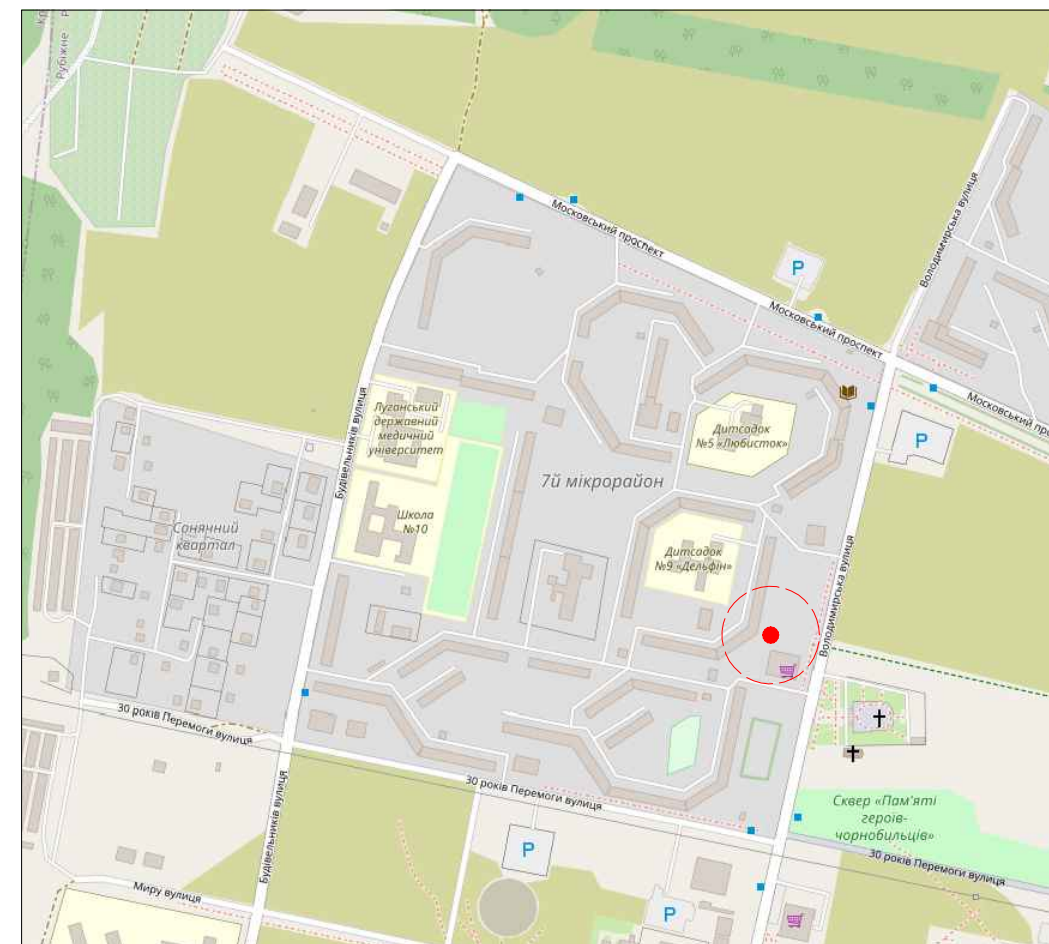 Рубіжне
Московський проспект
Володимирська вулиця
P
Московський проспект
Московський про
Будівельників вулиця
Луганський
державний
медичний
університет
Дитсадок
№5 «Любисток»
P
7й мікрорайон
Школа
№10
Сонячний
квартал
Дитсадок
№9 «Дельфін»
Володимирська вулиця
30 років Перемоги вулиця
30 років Перемоги вулиця
Будівельників вулиця
Сквер «Пам'яті
героїв-
чорнобильців»
P
30 років Перемоги вулиця
Миру вулиця
P